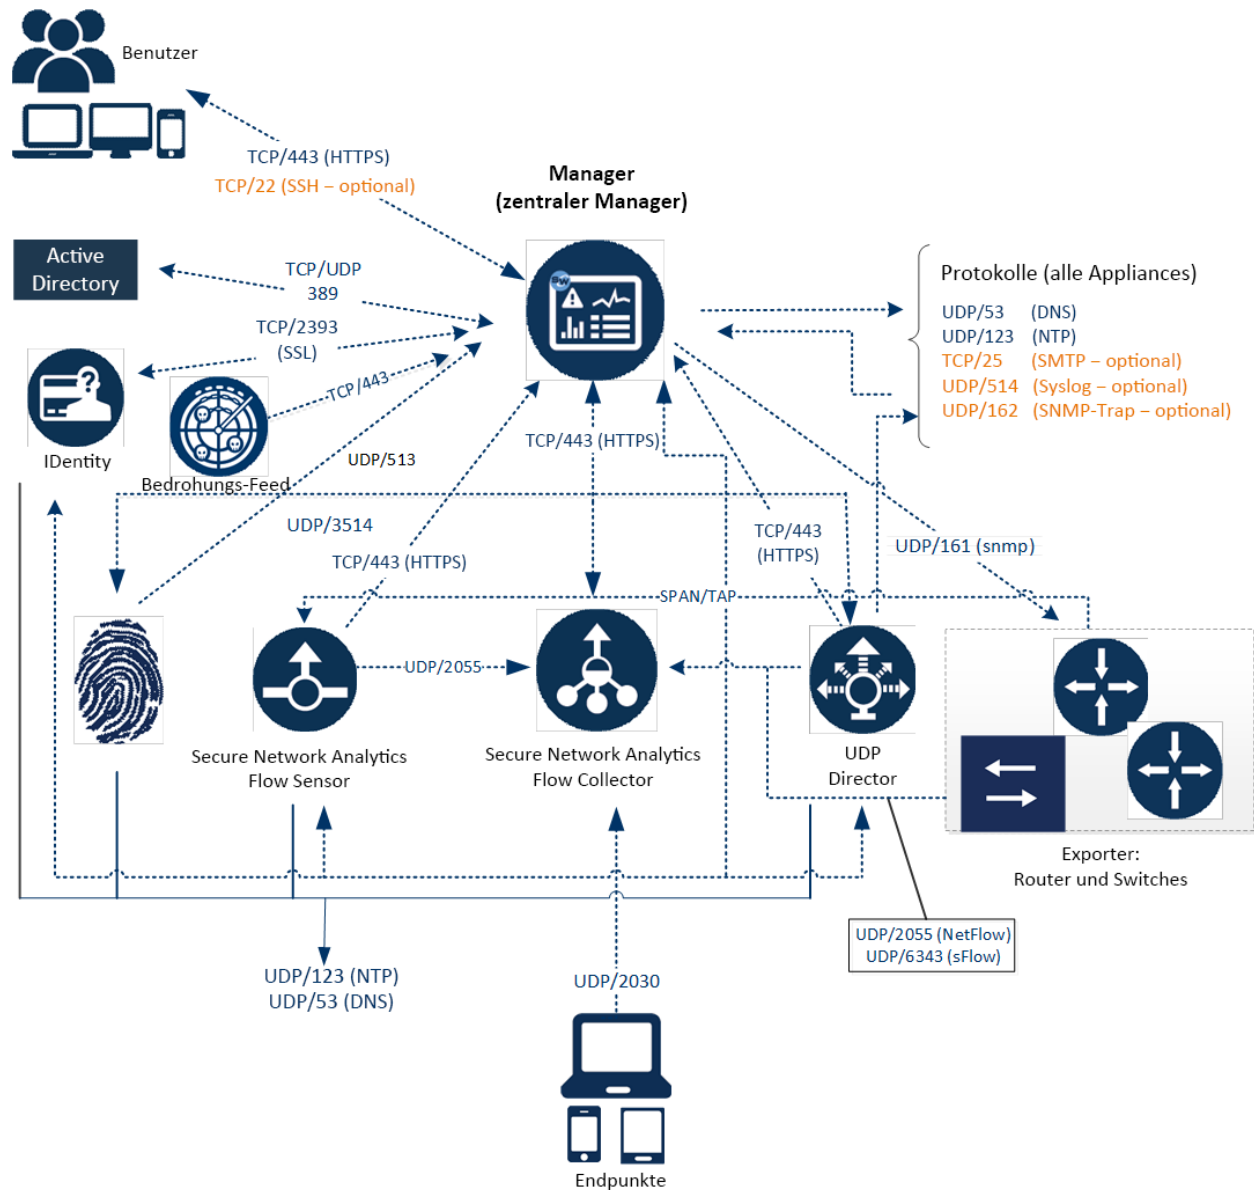 Benutzer
TCP/443 (HTTPS)
TCP/22 (SSH – optional)
Manager
(zentraler Manager)
Active
Directory
TCP/UDP
389
TCP/2393
(SSL)
TCP/443
IDentity
Bedrohungs-Feed
Protokolle (alle Appliances)
UDP/53 (DNS)
UDP/123 (NTP)
TCP/25 (SMTP – optional)
UDP/514 (Syslog – optional)
UDP/162 (SNMP-Trap – optional)
TCP/443 (HTTPS)
UDP/513
UDP/3514
TCP/443 (HTTPS)
TCP/443
(HTTPS)
UDP/161 (snmp)
SPAN/TAP
UDP/2055
Secure Network Analytics
Flow Sensor
Secure Network Analytics
Flow Collector
UDP
Director
Exporter:
Router und Switches
UDP/2055 (NetFlow)
UDP/6343 (sFlow)
UDP/123 (NTP)
UDP/53 (DNS)
UDP/2030
Endpunkte